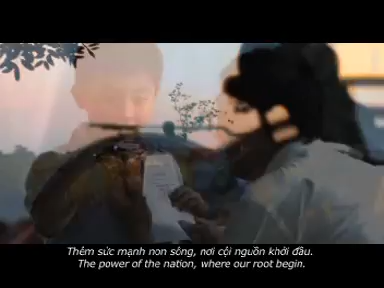 Thêm sức mạnh non sông, nơi cội nguồn khởi đầu.
The power of the nation, where our root begin.